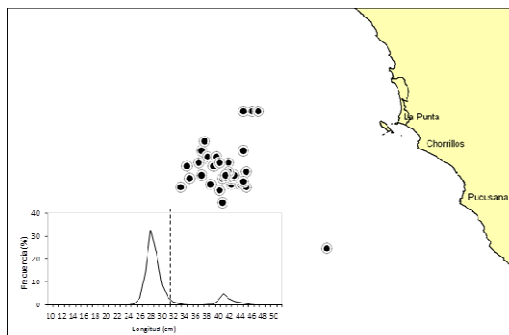 La Punta
Chorrillos
Pucusana
40
30
20
10
0
Frecuencia(%)
10 12 14 16 18 20 22 24 26 28 30 32 34 36 38 40 42 44 46 48 50
Longitud (cm)